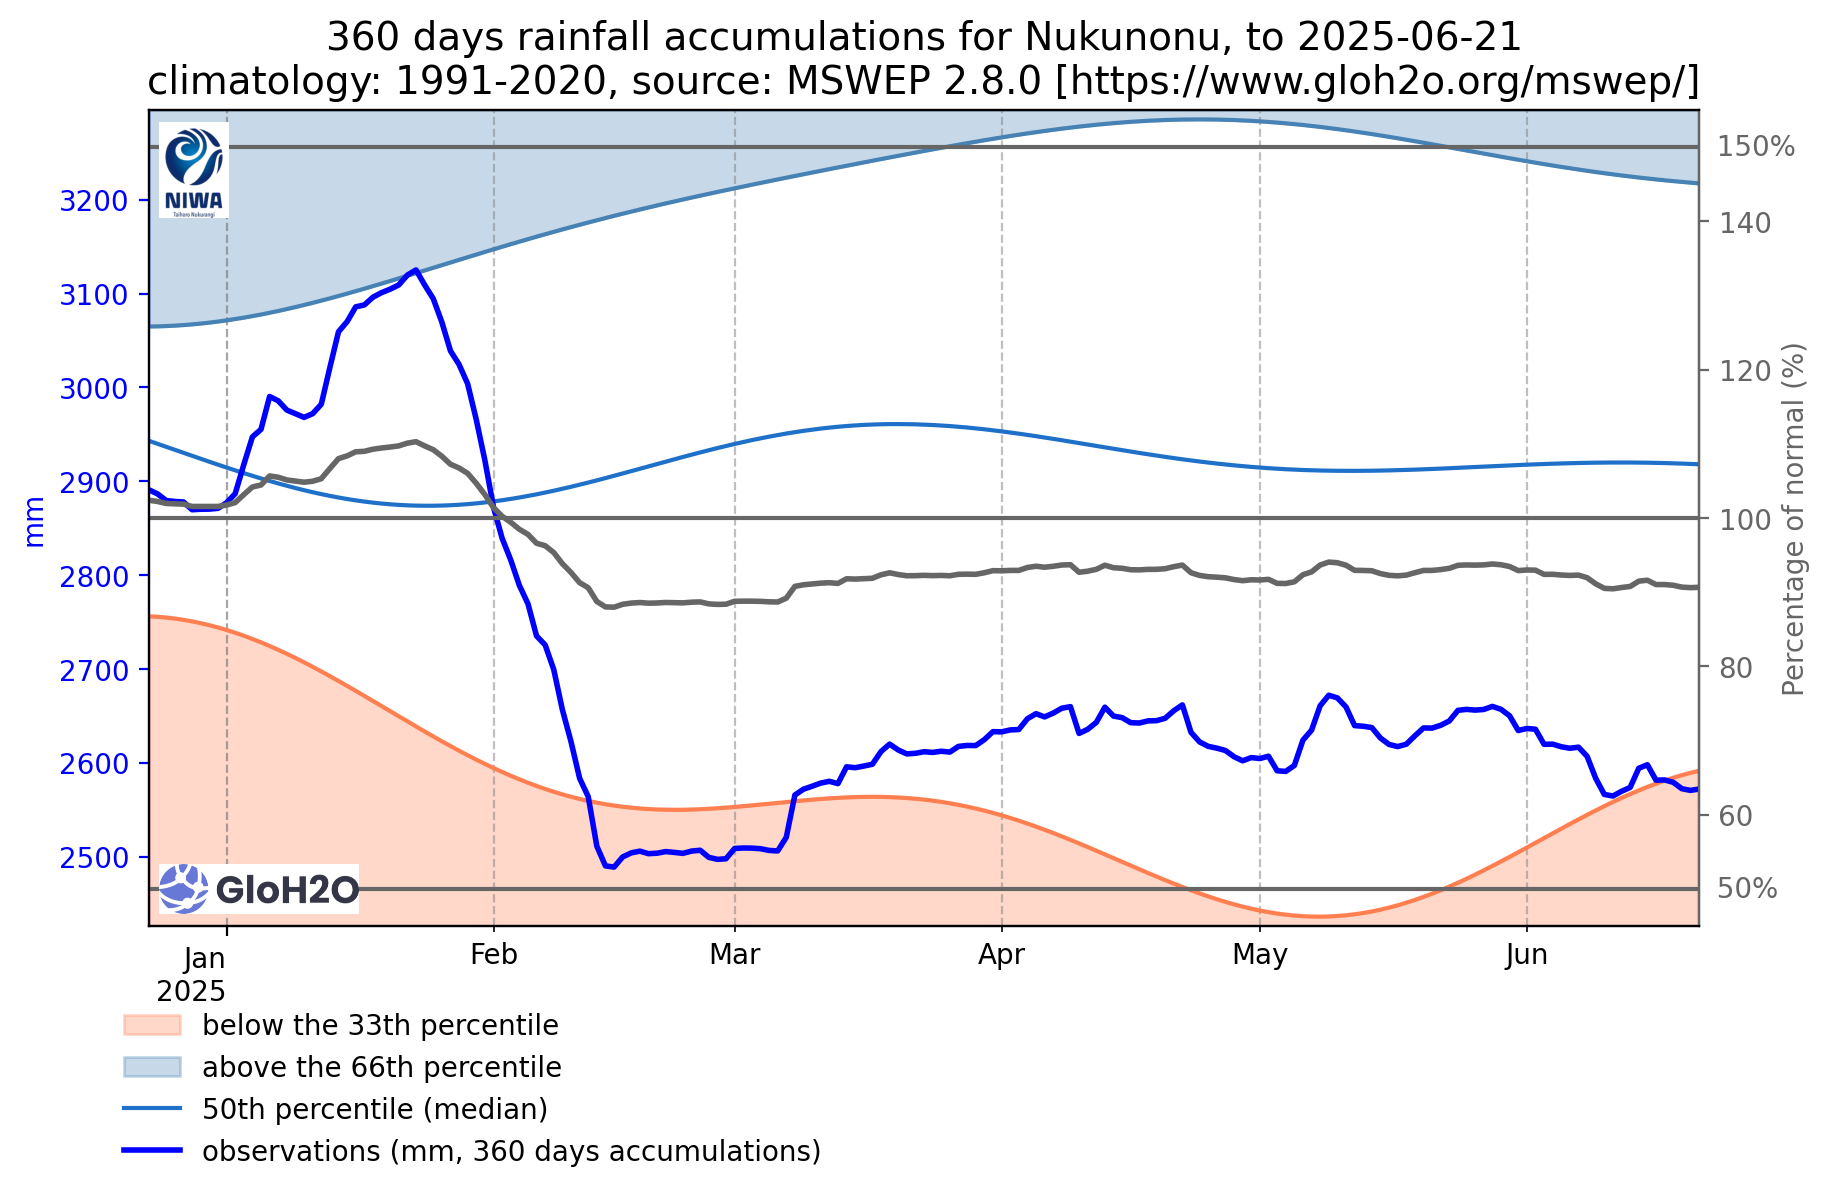 360 days rainfall accumulations for Nukunonu, to 2025-06-21
climatology: 1991-2020, source: MSWEP 2.8.0 [https://www.gloh2o.org/mswep/]
NIWA
Taihoro Nukurangi
3200
3100
3000
2900
2800
2700
2600
2500
mm
150%
140
120
100
80
60
50%
Percentage of normal (%)
GloH2O
Jan
2025
Feb
Mar
Apr
May
Jun
below the 33th percentile
above the 66th percentile
50th percentile (median)
observations (mm, 360 days accumulations)